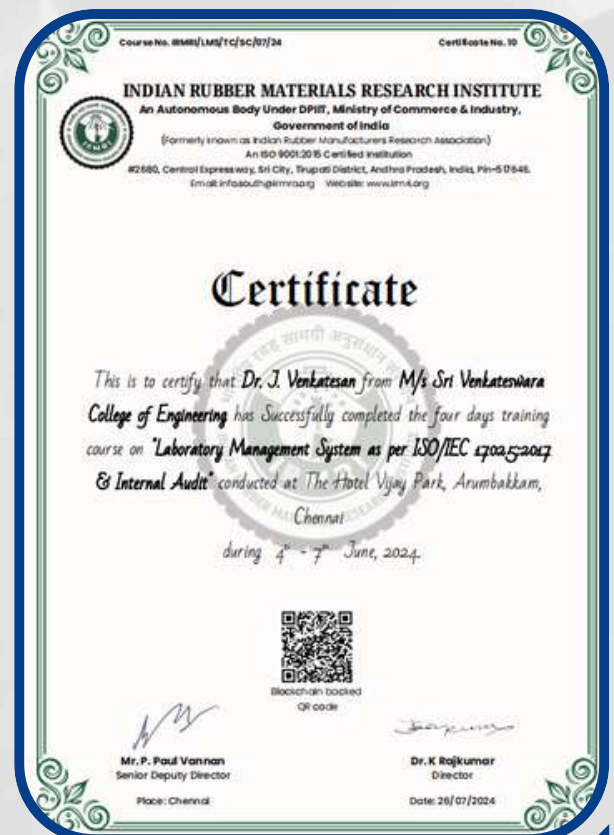 Course No. IRMRI/LMS/TC/SC/07/24
Certificate No. 10
INDIAN RUBBER MATERIALS RESEARCH INSTITUTE
An Autonomous Body Under DPIIT, Ministry of Commerce & Industry,
Government of India
(Formerly known as Indian Rubber Manufacturers Research Association)
An ISO 9001:2015 Certified Institution
#2680, Central Expressway, Sri City, Tirupati District, Andhra Pradesh, India, Pin-517646.
Email: Website: www.irmri.org
Certificate
This is to certify that Dr. J. Venkatesan from M/s Sri Venkateswara
College of Engineering has Successfully completed the four days training
course on "Laboratory Management System as per ISO/IEC 17025:2017
& Internal Audit" conducted at The Hotel Vijay Park, Arumbakkam,
Chennai
during 4th - 7th June, 2024.
Blockchain backed
QR code
Mr. P. Paul Vannan
Senior Deputy Director
Place: Chennai
Dr. K Rajkumar
Director
Date: 26/07/2024